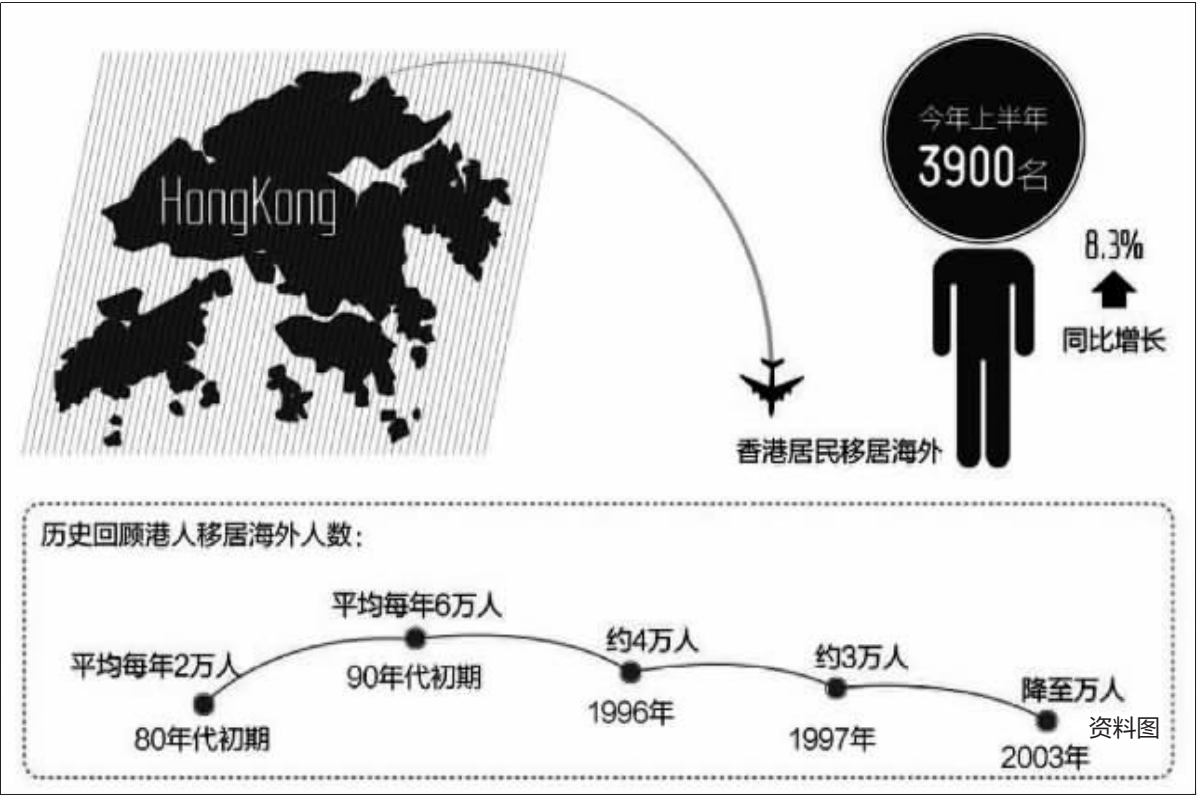 今年上半年
3900名
HongKong
8.3%
同比增长
香港居民移居海外
历史回顾港人移居海外人数：
平均每年2万人
80年代初期
平均每年6万人
90年代初期
约4万人
1996年
约3万人
1997年
降至万人
2003年
资料图